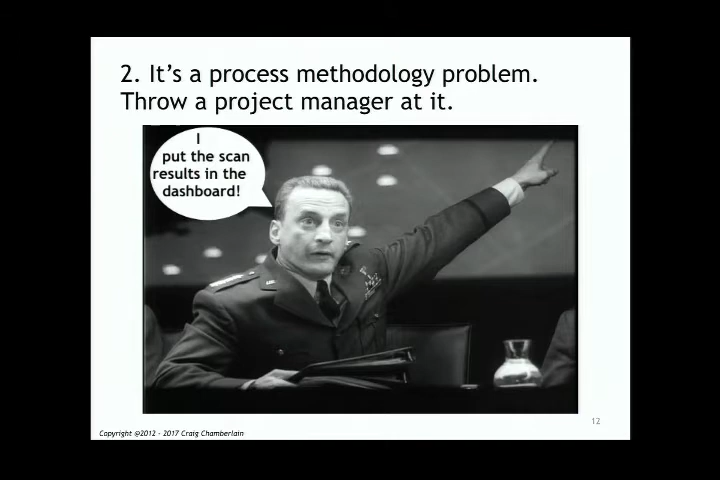 2. It's a process methodology problem.
Throw a project manager at it.
I
put the scan
results in the
dashboard!
12
Copyright @2012 - 2017 Craig Chamberlain